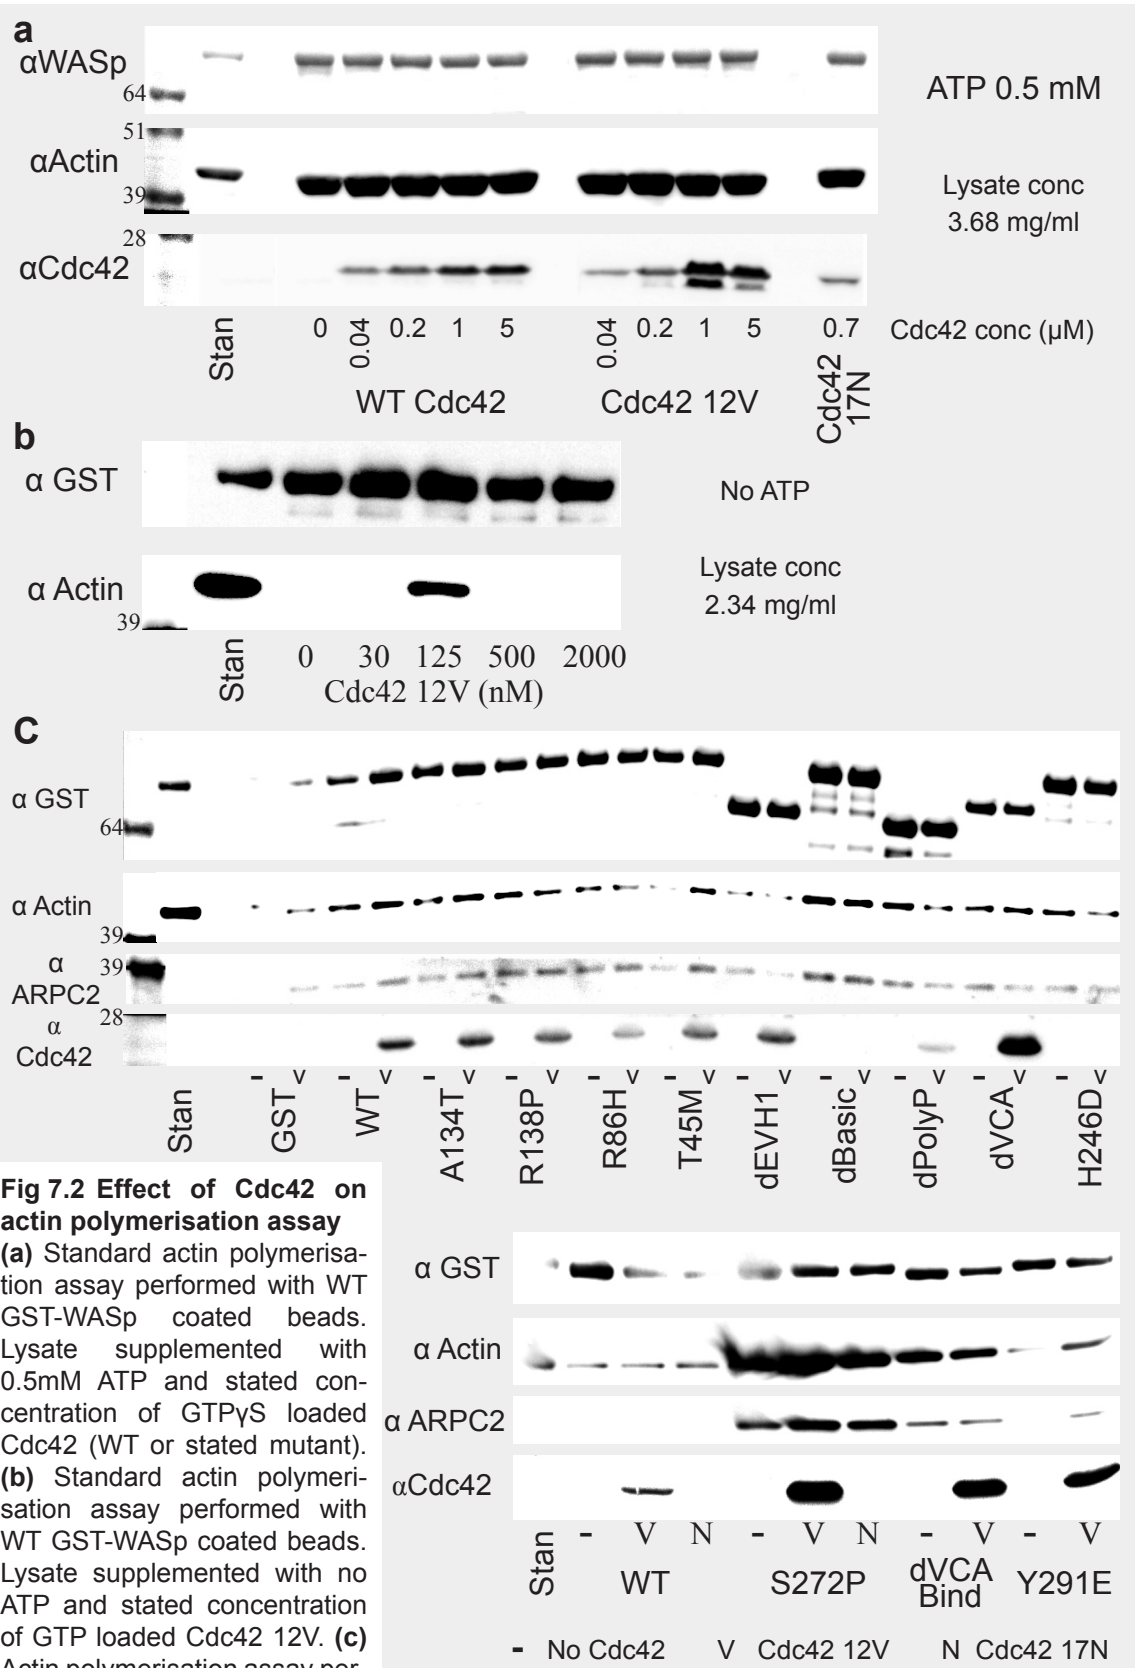 a
αWASp
64
ATP 0.5 mM
51
αActin
39
Lysate conc
3.68 mg/ml
28
αCdc42
Stan
0 0.04 0.2 1 5 0.04 0.2 1 5 0.7 Cdc42 conc (µM)
WT Cdc42 Cdc42 12V Cdc42 17N
b
α GST
No ATP
α Actin
39
Lysate conc
2.34 mg/ml
Stan
0 30 125 500 2000
Cdc42 12V (nM)
C
α GST
64
α Actin
39
α
ARPC2
39
α
Cdc42
28
- v - v - v - v - v - v - v - v - v - v - v
Stan GST WT A134T R138P R86H T45M dEVH1 dBasic dPolyP dVCA H246D
Fig 7.2 Effect of Cdc42 on
actin polymerisation assay
(a) Standard actin polymerisa-
tion assay performed with WT
GST-WASp coated beads.
Lysate supplemented with
0.5mM ATP and stated con-
centration of GTPγS loaded
Cdc42 (WT or stated mutant).
(b) Standard actin polymeri-
sation assay performed with
WT GST-WASp coated beads.
Lysate supplemented with no
ATP and stated concentration
of GTP loaded Cdc42 12V. (c)
Actin polymerisation assay per-
α GST
α Actin
α ARPC2
αCdc42
Stan
- V N - V N - V - V
WT S272P dVCA Bind Y291E
- No Cdc42 V Cdc42 12V N Cdc42 17N